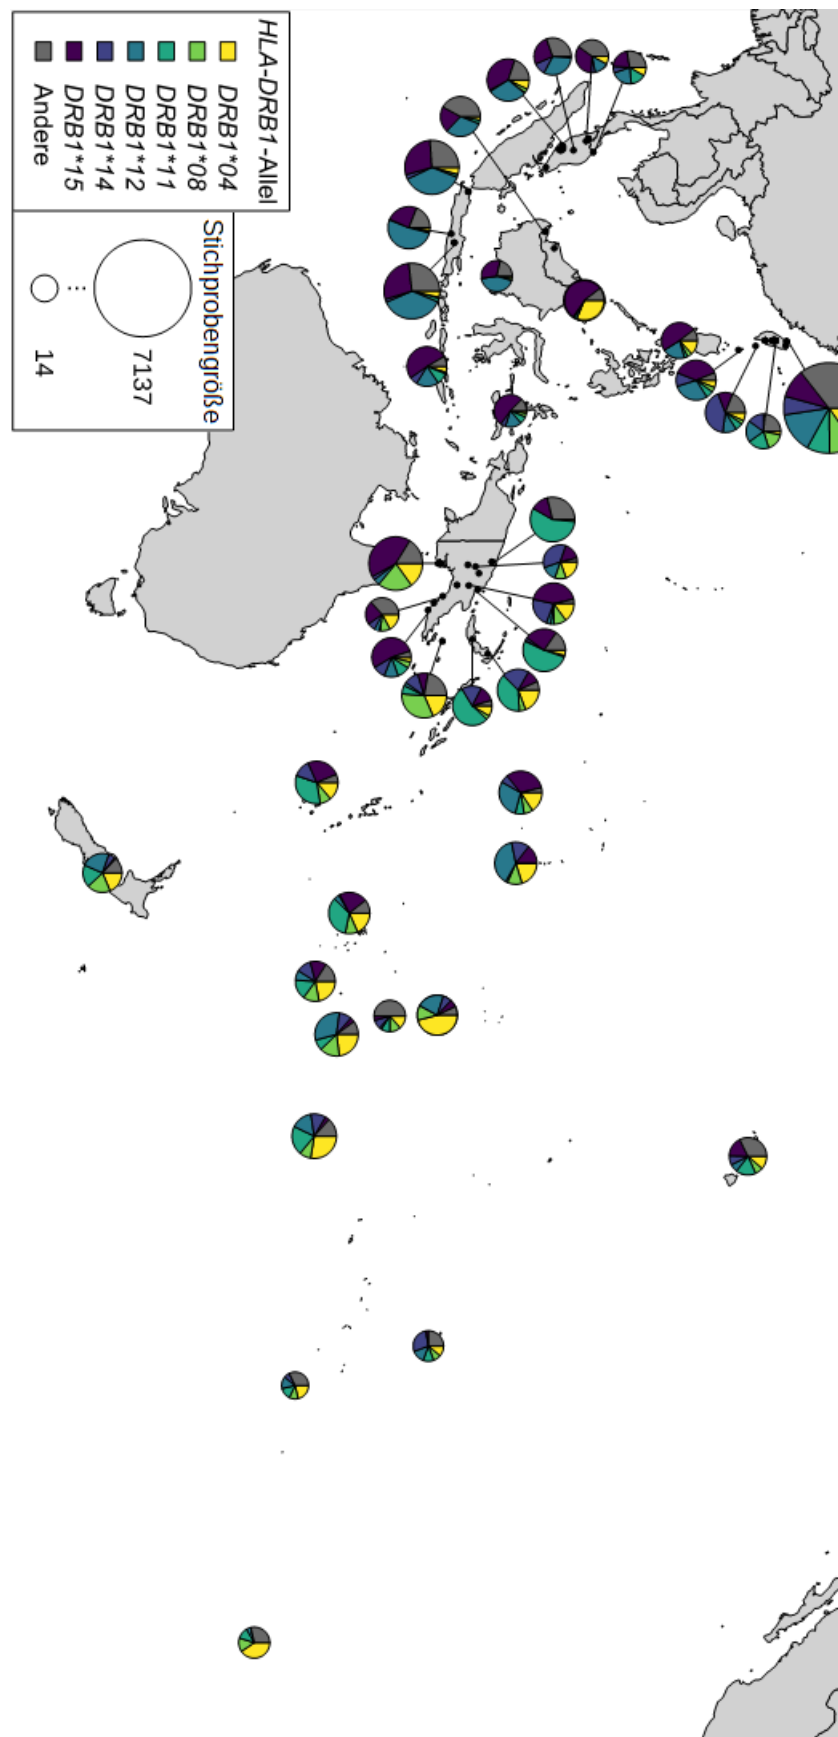 HLA-DRB1-Allel
DRB1*04
DRB1*08
DRB1*11
DRB1*12
DRB1*14
DRB1*15
Andere
Stichprobengröße
7137
...
14